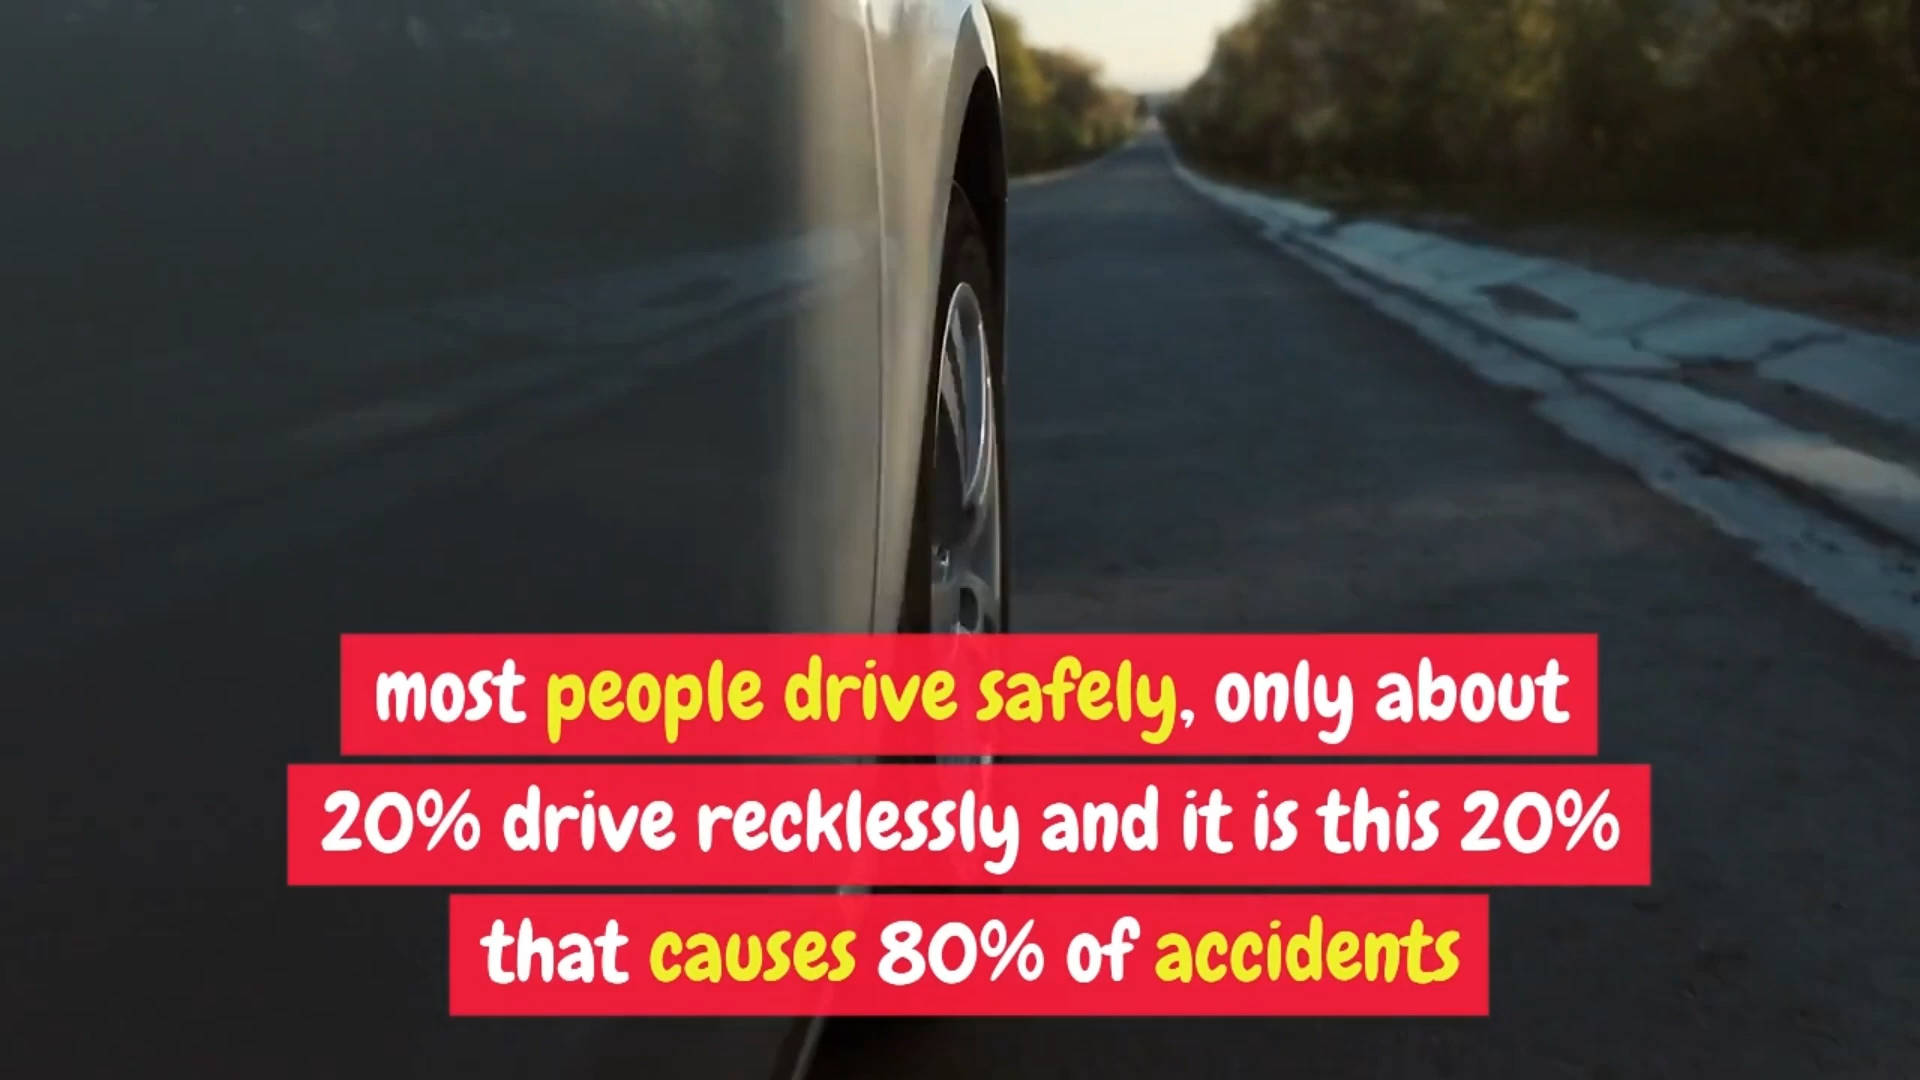 most people drive safely, only about
20% drive recklessly and it is this 20%
that causes 80% of accidents